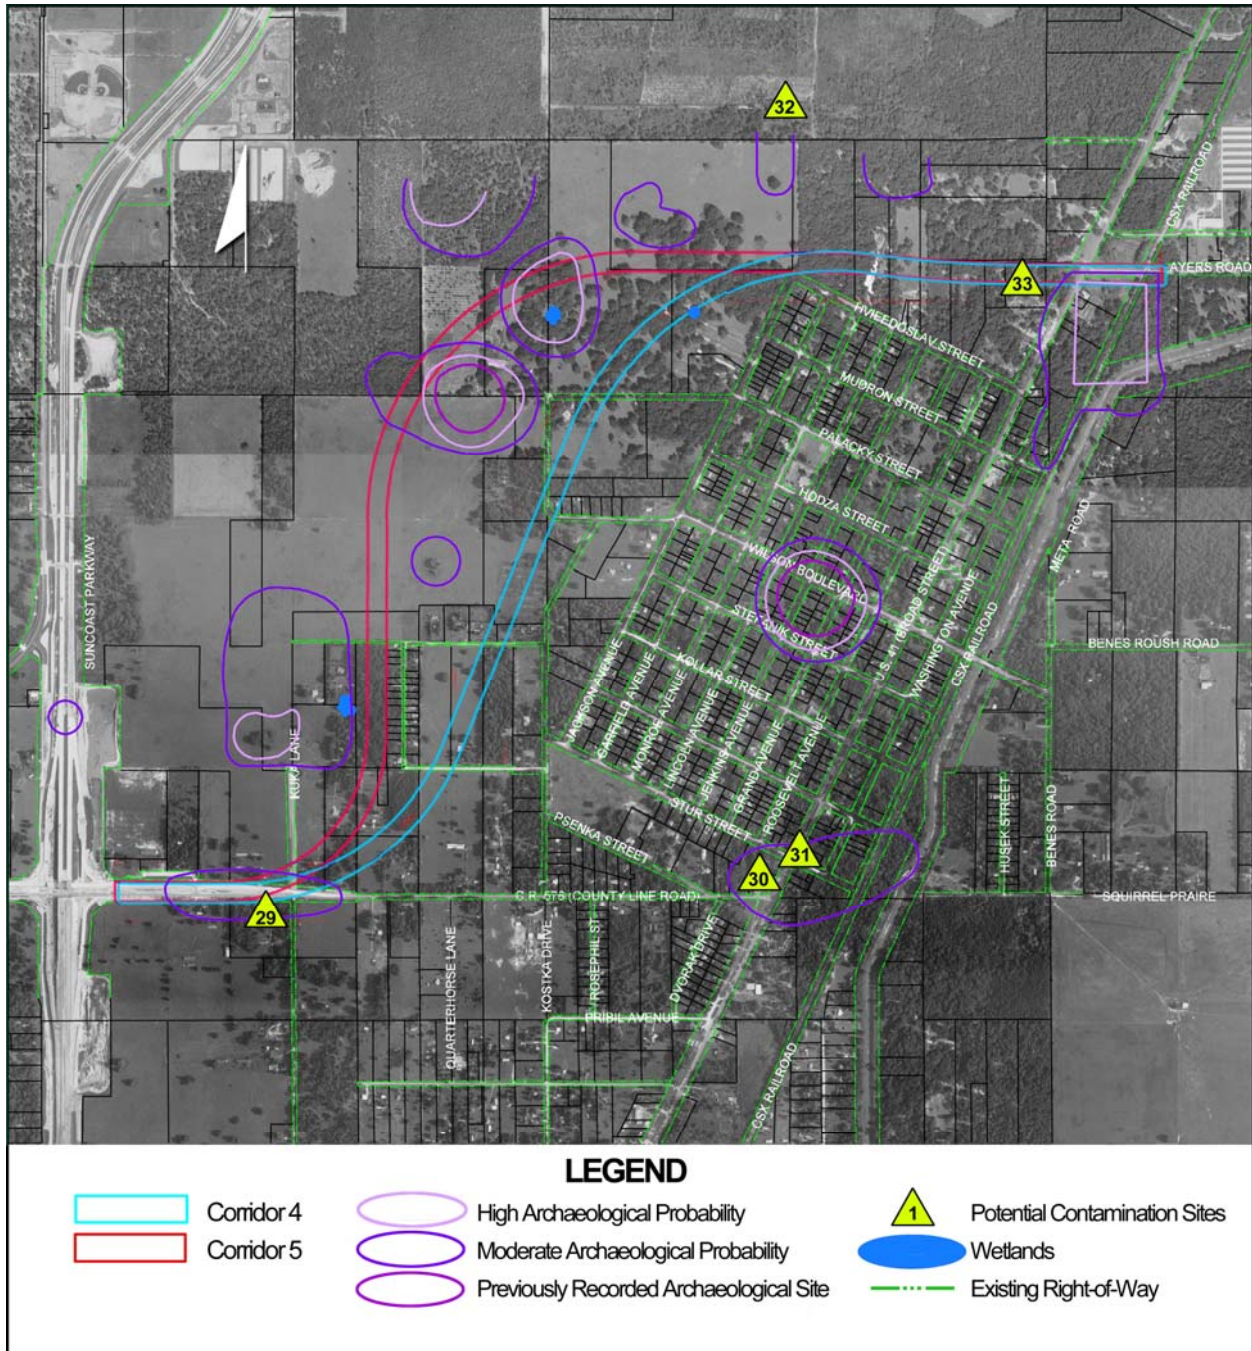 32
CSX RAILROAD
33
AYERS ROAD
HVIEEDOSLAV STREET
MUDRON STREET
PALACKY STREET
HODZA STREET
SUNCOAST PARKWAY
META ROAD
WILSON BOULEVARD
U.S. 41 (BROAD STREET)
WASHINGTON AVENUE
CSX RAILROAD
STEFANIK STREET
BENES ROUSH ROAD
KOLLAR STREET
JACKSON AVENUE
GARFIELD AVENUE
MONROE AVENUE
LINCOLN AVENUE
JENKINS AVENUE
GRAND AVENUE
ROOSEVELT AVENUE
KUKA LANE
STUR STREET
PSENKA STREET
HUSEK STREET
BENES ROAD
31
30
29
C.R. 578 (COUNTY LINE ROAD)
SQUIRREL PRAIRE
QUARTERHORSE LANE
KOSTKA DRIVE
ROSEPHIL ST.
DVORAK DRIVE
PRIBIL AVENUE
CSX RAILROAD
LEGEND
Corridor 4
Corridor 5
High Archaeological Probability
Moderate Archaeological Probability
Previously Recorded Archaeological Site
1
Potential Contamination Sites
Wetlands
Existing Right-of-Way